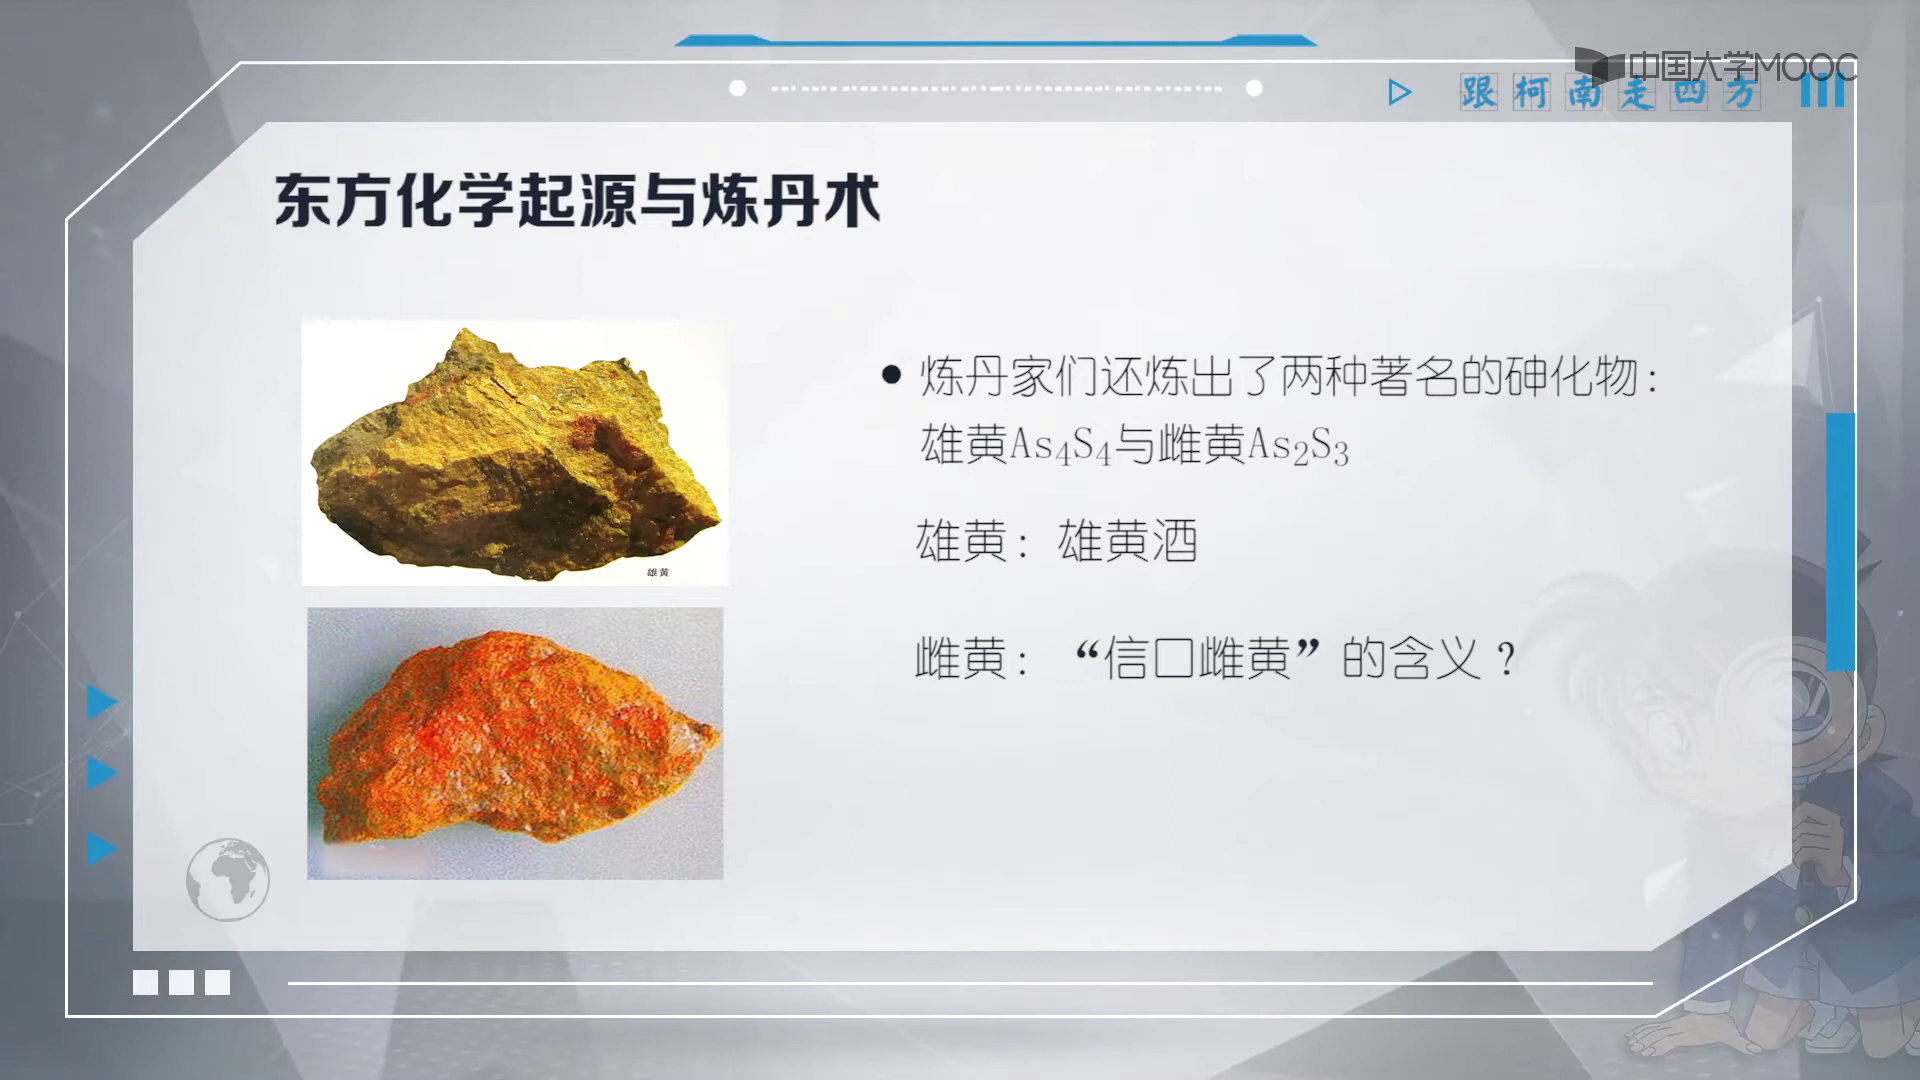 中国大学MOOC
跟柯南走四方
东方化学起源与炼丹术
雄黄
• 炼丹家们还炼出了两种著名的砷化物：
雄黄As₄S₄与雌黄As₂S₃
雄黄：雄黄酒
雌黄：“信口雌黄”的含义？